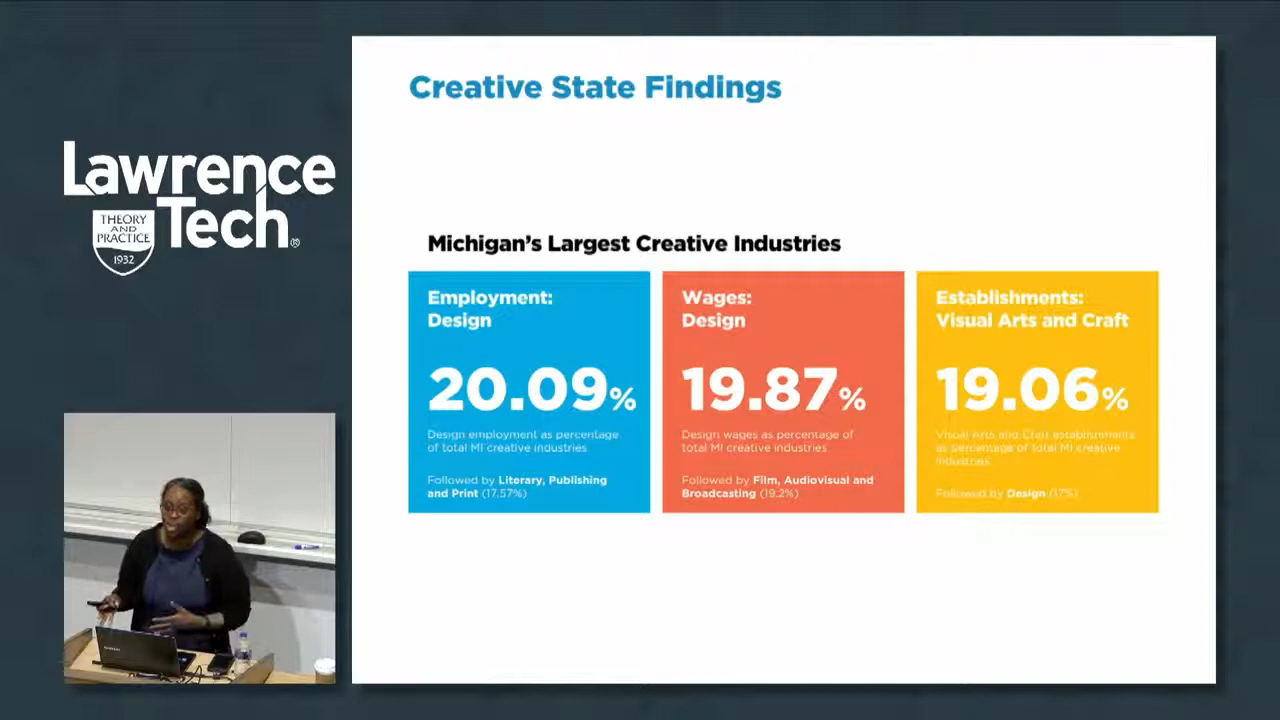 Lawrence
Tech®
THEORY
AND
PRACTICE
1932
Creative State Findings
Michigan's Largest Creative Industries
Employment:
Design
20.09%
Design employment as percentage
of total MI creative industries
Followed by Literary, Publishing
and Print (17.57%)
Wages:
Design
19.87%
Design wages as percentage of
total MI creative industries
Followed by Film, Audiovisual and
Broadcasting (19.2%)
Establishments:
Visual Arts and Craft
19.06%
Visual Arts and Craft establishments
as percentage of total MI creative
industries
Followed by Design (17%)